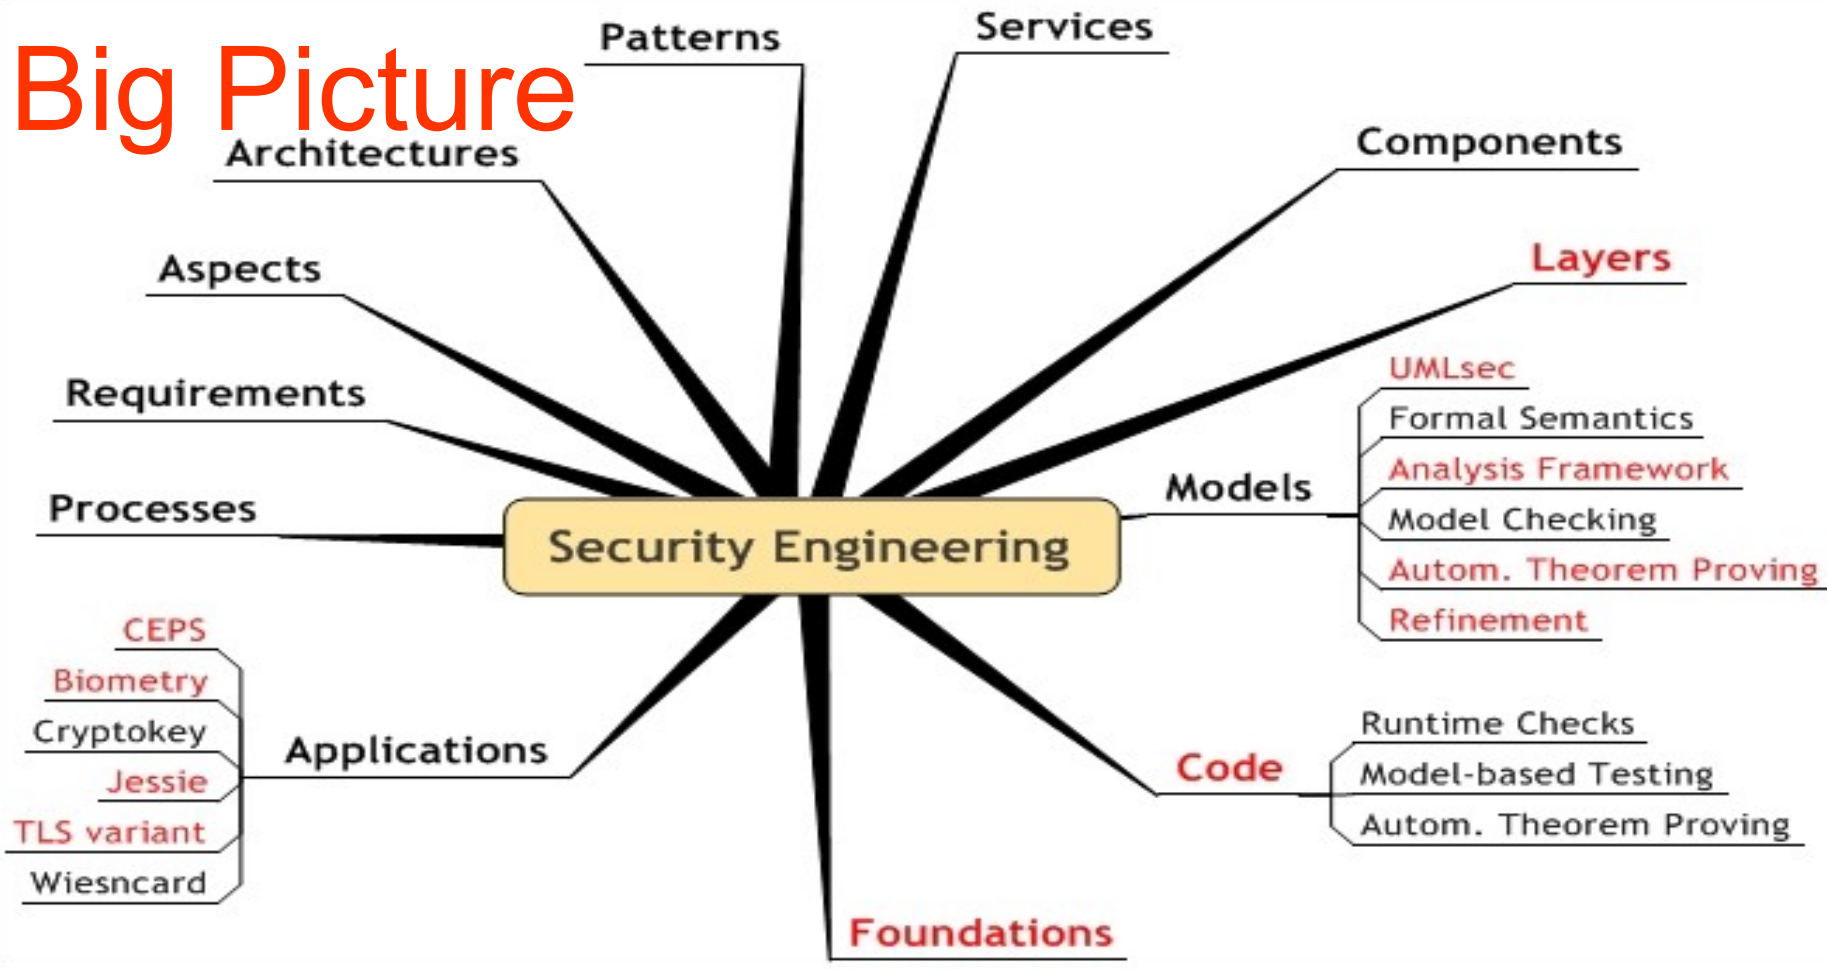 Big Picture
Patterns
Services
Architectures
Components
Aspects
Layers
Requirements
Processes
Security Engineering
Models
UMLsec
Formal Semantics
Analysis Framework
Model Checking
Autom. Theorem Proving
Refinement
Applications
CEPS
Biometry
Cryptokey
Jessie
TLS variant
Wiesncard
Code
Runtime Checks
Model-based Testing
Autom. Theorem Proving
Foundations